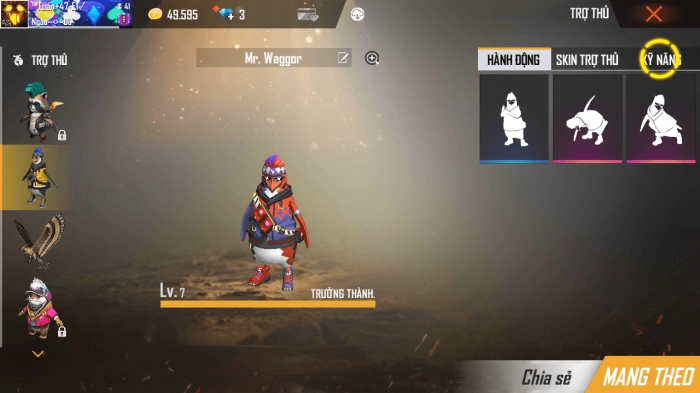 41
49.595
3
TRỢ THỦ
TRỢ THỦ
Mr. Waggor
HÀNH ĐỘNG
SKIN TRỢ THỦ
KỸ NĂNG
Lv. 7
TRƯỞNG THÀNH.
Chia sẻ
MANG THEO